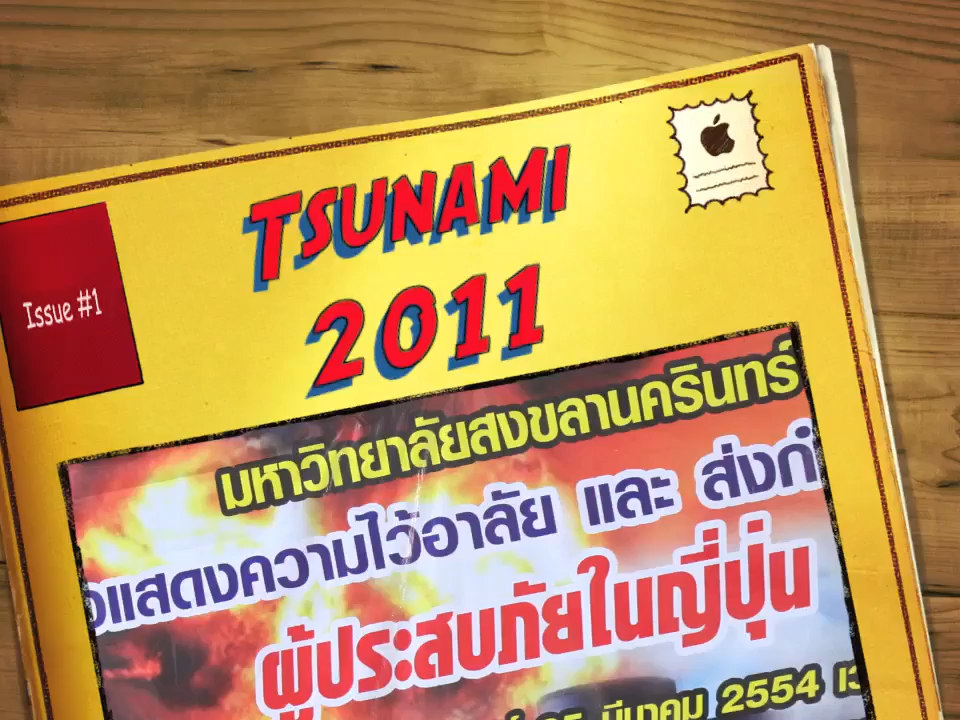 TSUNAMI
2011
Issue #1
มหาวิทยาลัยสงขลานครินทร์
แสดงความไว้อาลัย และ ส่งกำ
ผู้ประสบภัยในญี่ปุ่น
25 มีนาคม 2554